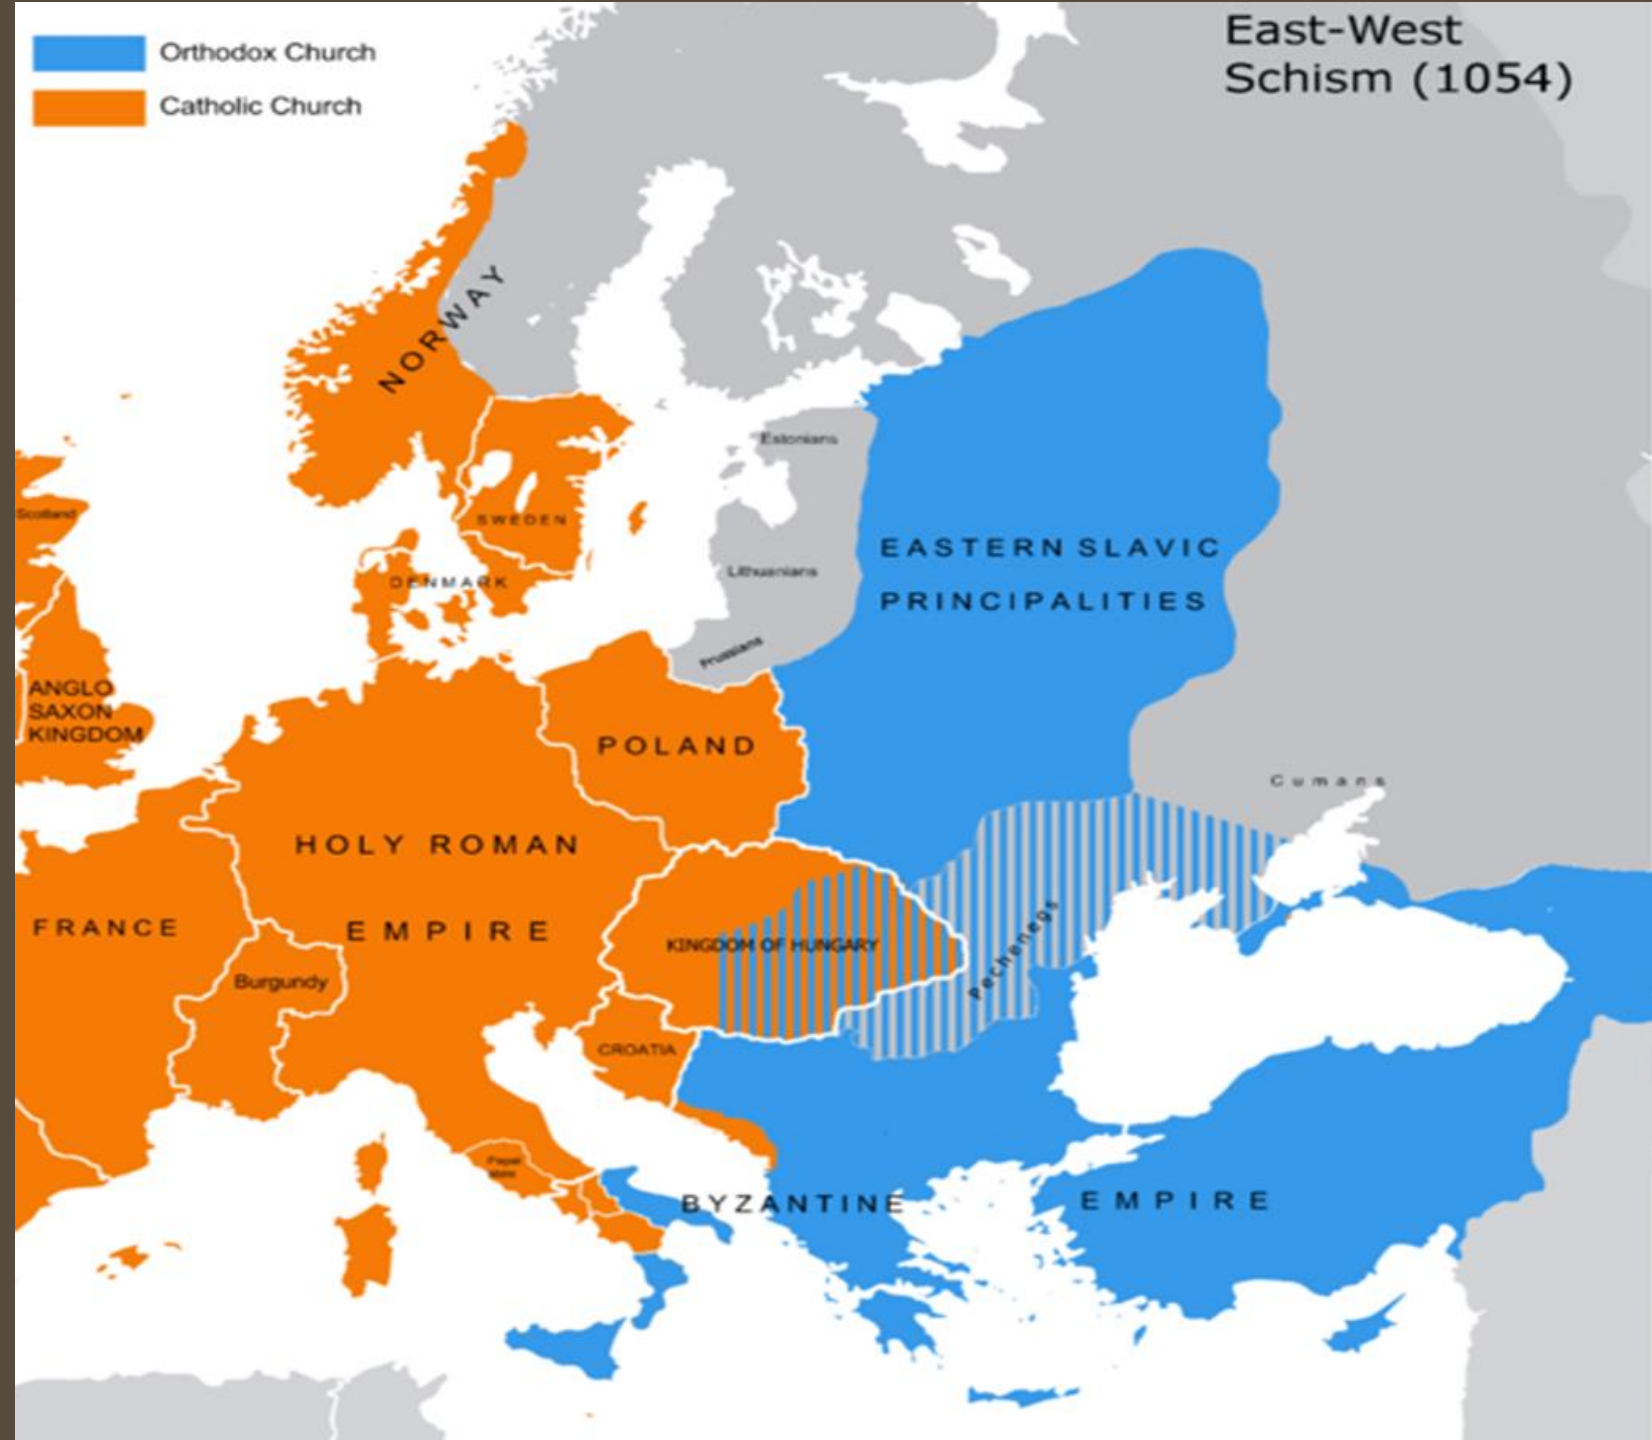 East-West
Schism (1054)
Orthodox Church
Catholic Church
NORWAY
Estonians
Scotland
SWEDEN
EASTERN SLAVIC
Lithuanians
DENMARK
PRINCIPALITIES
Prussians
ANGLO
SAXON
KINGDOM
POLAND
Cumans
HOLY ROMAN
FRANCE
EMPIRE
KINGDOM OF HUNGARY
Pechenegs
Burgundy
CROATIA
Papal
BYZANTINE EMPIRE